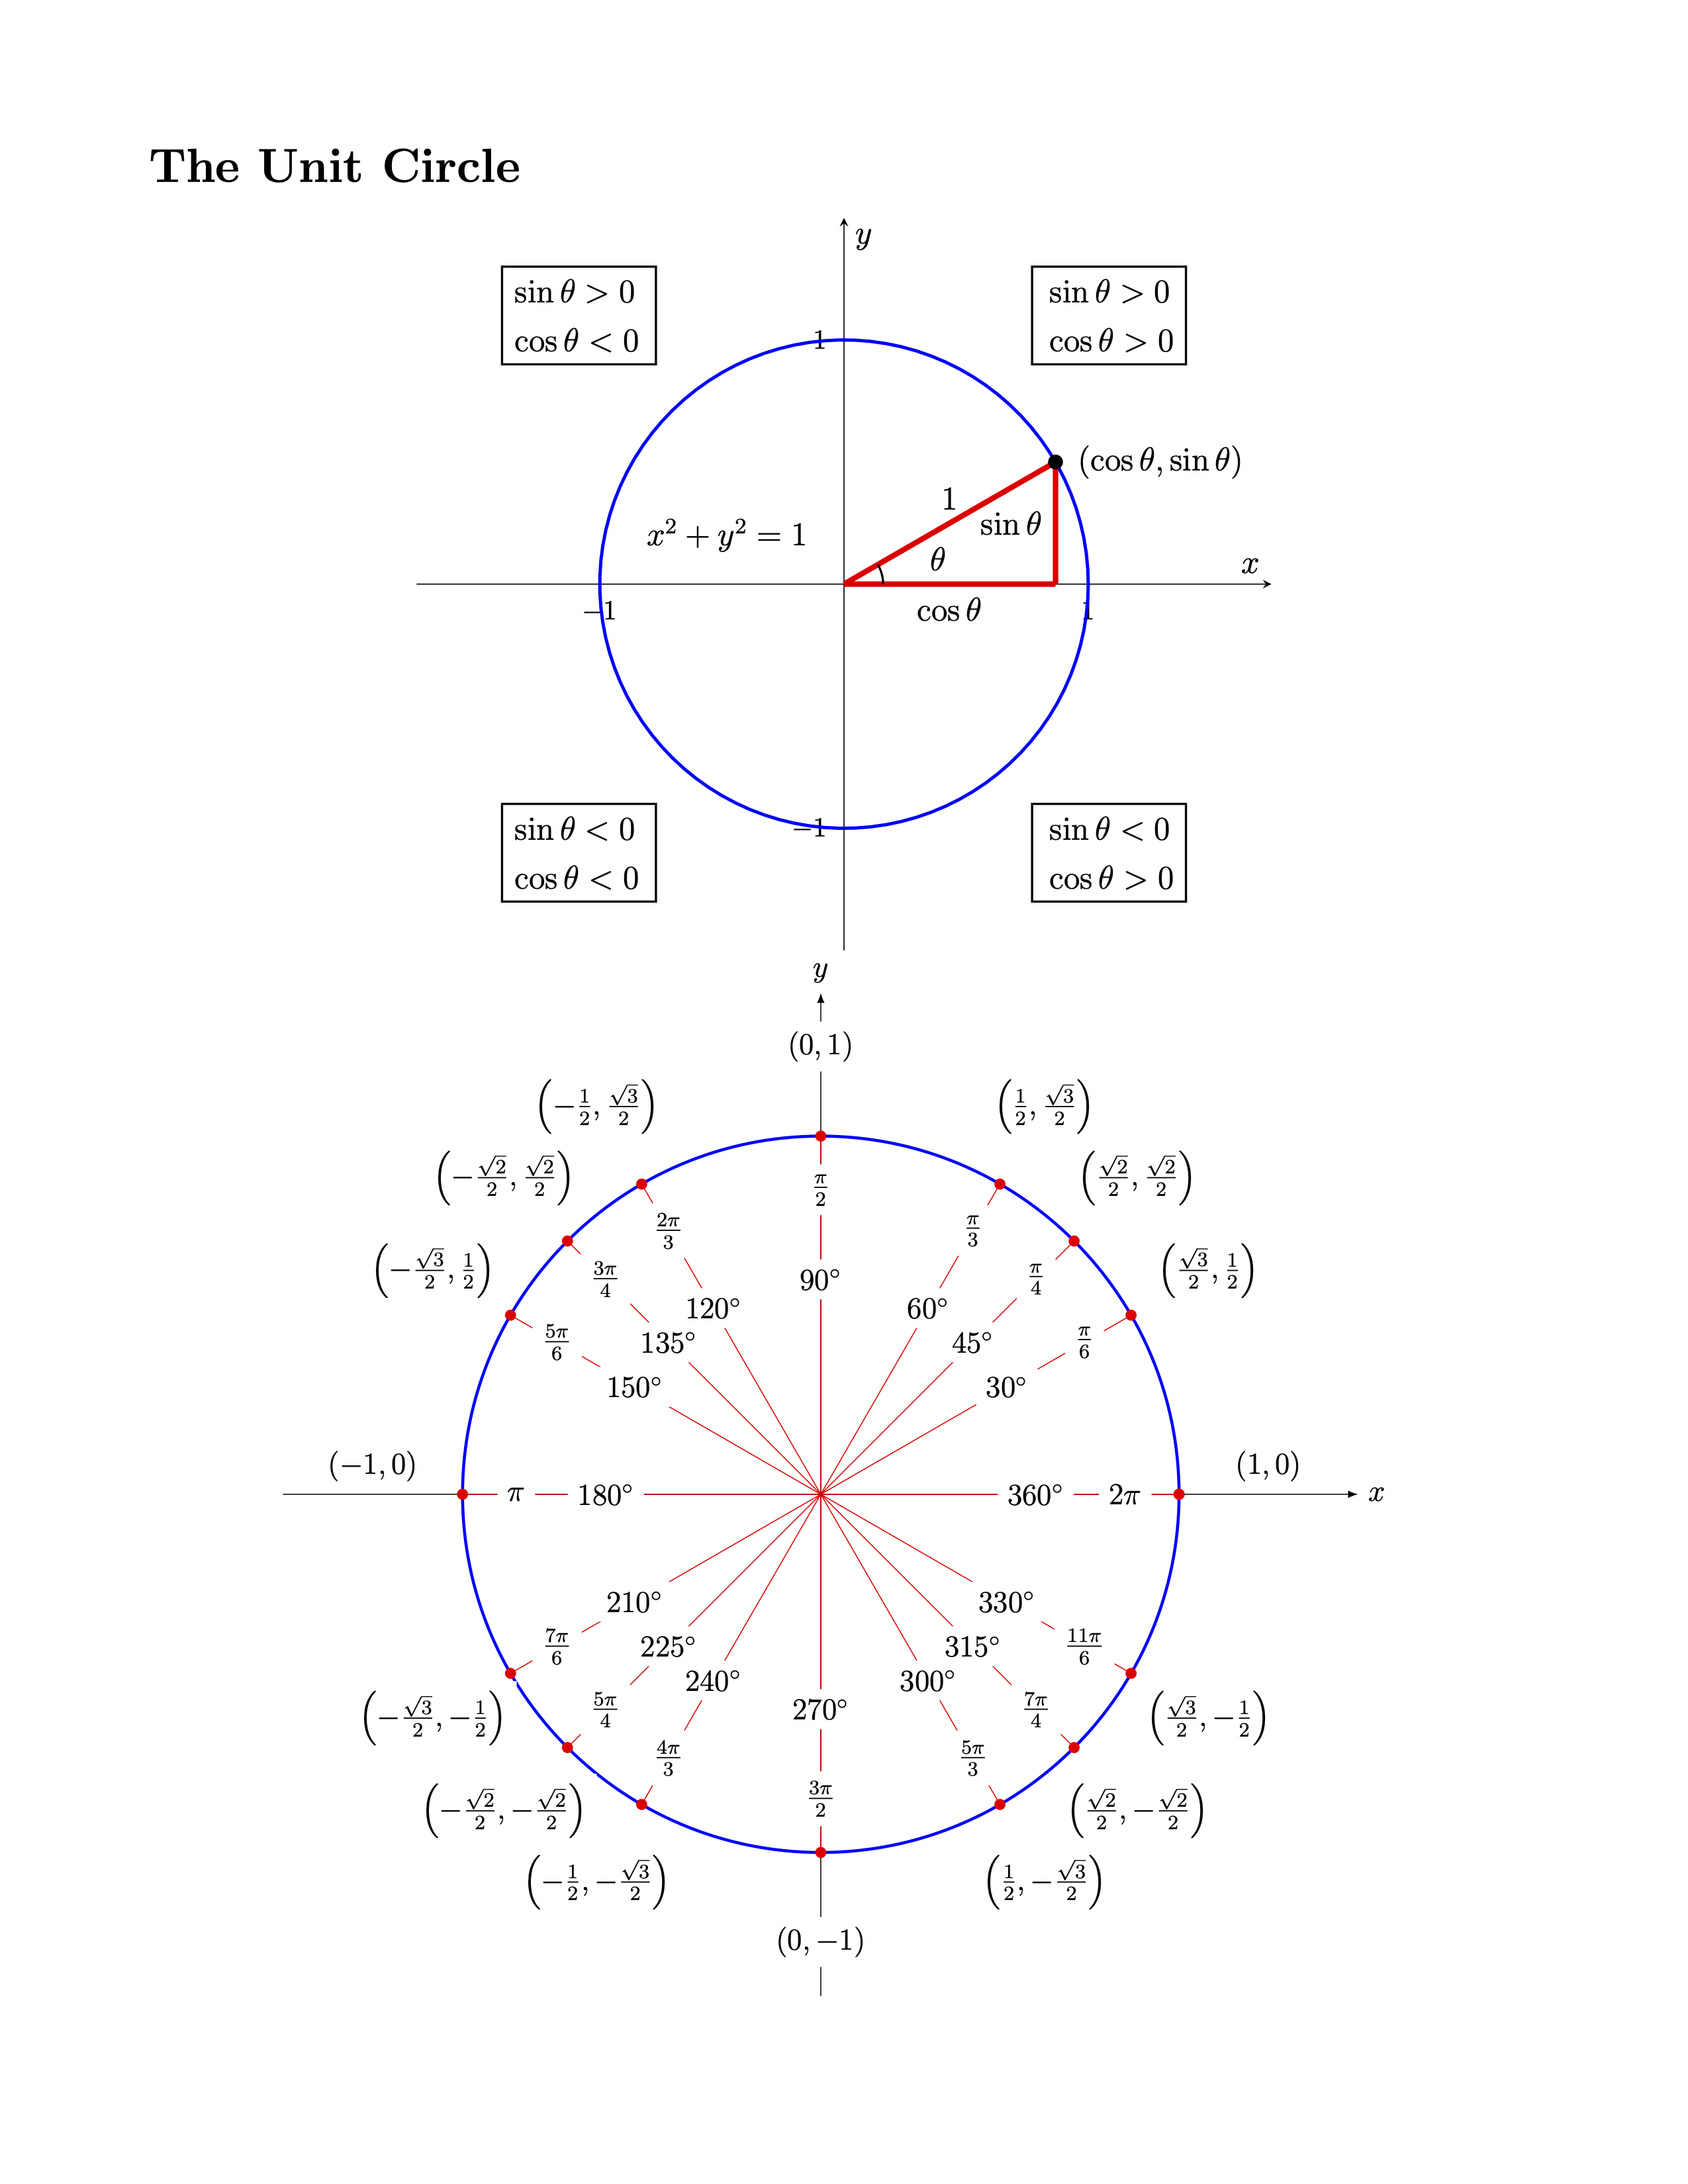 The Unit Circle
y
sin θ > 0
cos θ < 0
sin θ > 0
cos θ > 0
1
(cos θ, sin θ)
1
sin θ
x² + y² = 1
θ
x
−1
cos θ
1
−1
sin θ < 0
cos θ < 0
sin θ < 0
cos θ > 0
y
(0, 1)
(−1/2, √3/2)
(1/2, √3/2)
(−√2/2, √2/2)
(√2/2, √2/2)
π/2
2π/3
π/3
(−√3/2, 1/2)
(√3/2, 1/2)
3π/4
90°
π/4
120°
60°
5π/6
135°
45°
π/6
150°
30°
(−1, 0)
(1, 0)
π
180°
360°
2π
x
210°
330°
7π/6
225°
315°
11π/6
240°
300°
5π/4
270°
7π/4
(−√3/2, −1/2)
(√3/2, −1/2)
4π/3
5π/3
3π/2
(−√2/2, −√2/2)
(√2/2, −√2/2)
(−1/2, −√3/2)
(1/2, −√3/2)
(0, −1)